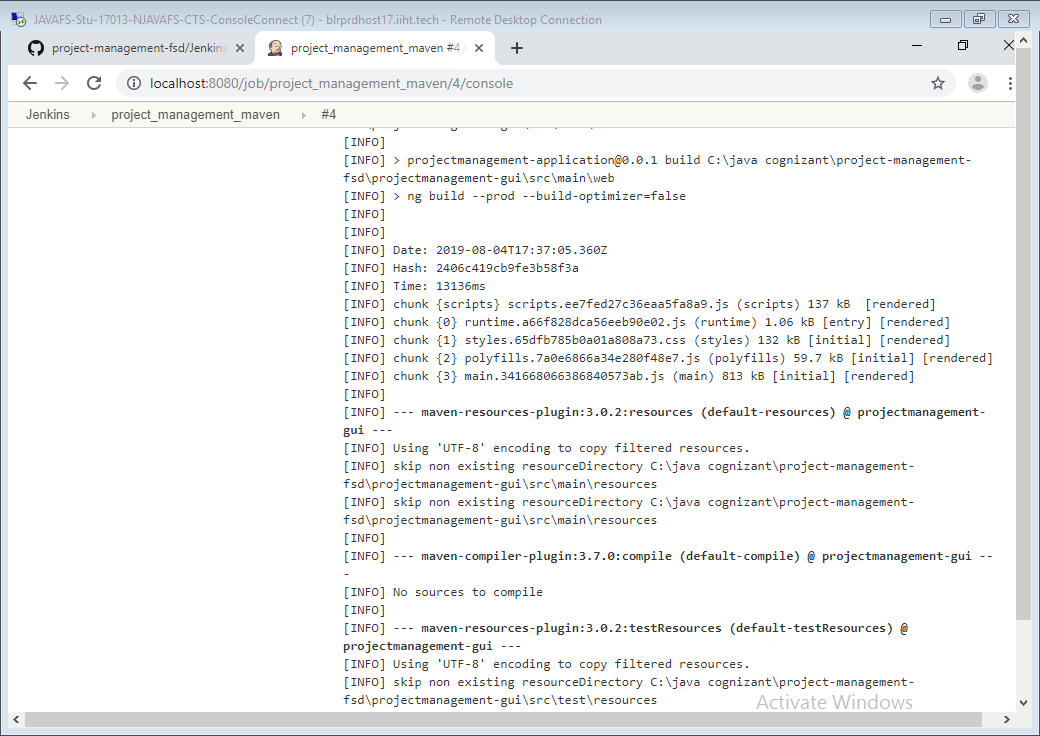 JAVAFS-Stu-17013-NJAVAFS-CTS-ConsoleConnect (7) - blrprdhost17.iiht.tech - Remote Desktop Connection
project-management-fsd/Jenkins
project_management_maven #4
localhost:8080/job/project_management_maven/4/console
Jenkins project_management_maven #4
[INFO]
[INFO] > projectmanagement-application@0.0.1 build C:\java cognizant\project-management-
fsd\projectmanagement-gui\src\main\web
[INFO] > ng build --prod --build-optimizer=false
[INFO]
[INFO]
[INFO] Date: 2019-08-04T17:37:05.360Z
[INFO] Hash: 2406c419cb9fe3b58f3a
[INFO] Time: 13136ms
[INFO] chunk {scripts} scripts.ee7fed27c36eaa5fa8a9.js (scripts) 137 kB  [rendered]
[INFO] chunk {0} runtime.a66f828dca56eeb90e02.js (runtime) 1.06 kB [entry] [rendered]
[INFO] chunk {1} styles.65dfb785b0a01a808a73.css (styles) 132 kB [initial] [rendered]
[INFO] chunk {2} polyfills.7a0e6866a34e280f48e7.js (polyfills) 59.7 kB [initial] [rendered]
[INFO] chunk {3} main.341668066386840573ab.js (main) 813 kB [initial] [rendered]
[INFO]
[INFO] --- maven-resources-plugin:3.0.2:resources (default-resources) @ projectmanagement-
gui ---
[INFO] Using 'UTF-8' encoding to copy filtered resources.
[INFO] skip non existing resourceDirectory C:\java cognizant\project-management-
fsd\projectmanagement-gui\src\main\resources
[INFO] skip non existing resourceDirectory C:\java cognizant\project-management-
fsd\projectmanagement-gui\src\main\resources
[INFO]
[INFO] --- maven-compiler-plugin:3.7.0:compile (default-compile) @ projectmanagement-gui --
-
[INFO] No sources to compile
[INFO]
[INFO] --- maven-resources-plugin:3.0.2:testResources (default-testResources) @
projectmanagement-gui ---
[INFO] Using 'UTF-8' encoding to copy filtered resources.
[INFO] skip non existing resourceDirectory C:\java cognizant\project-management-
fsd\projectmanagement-gui\src\test\resources
Activate Windows